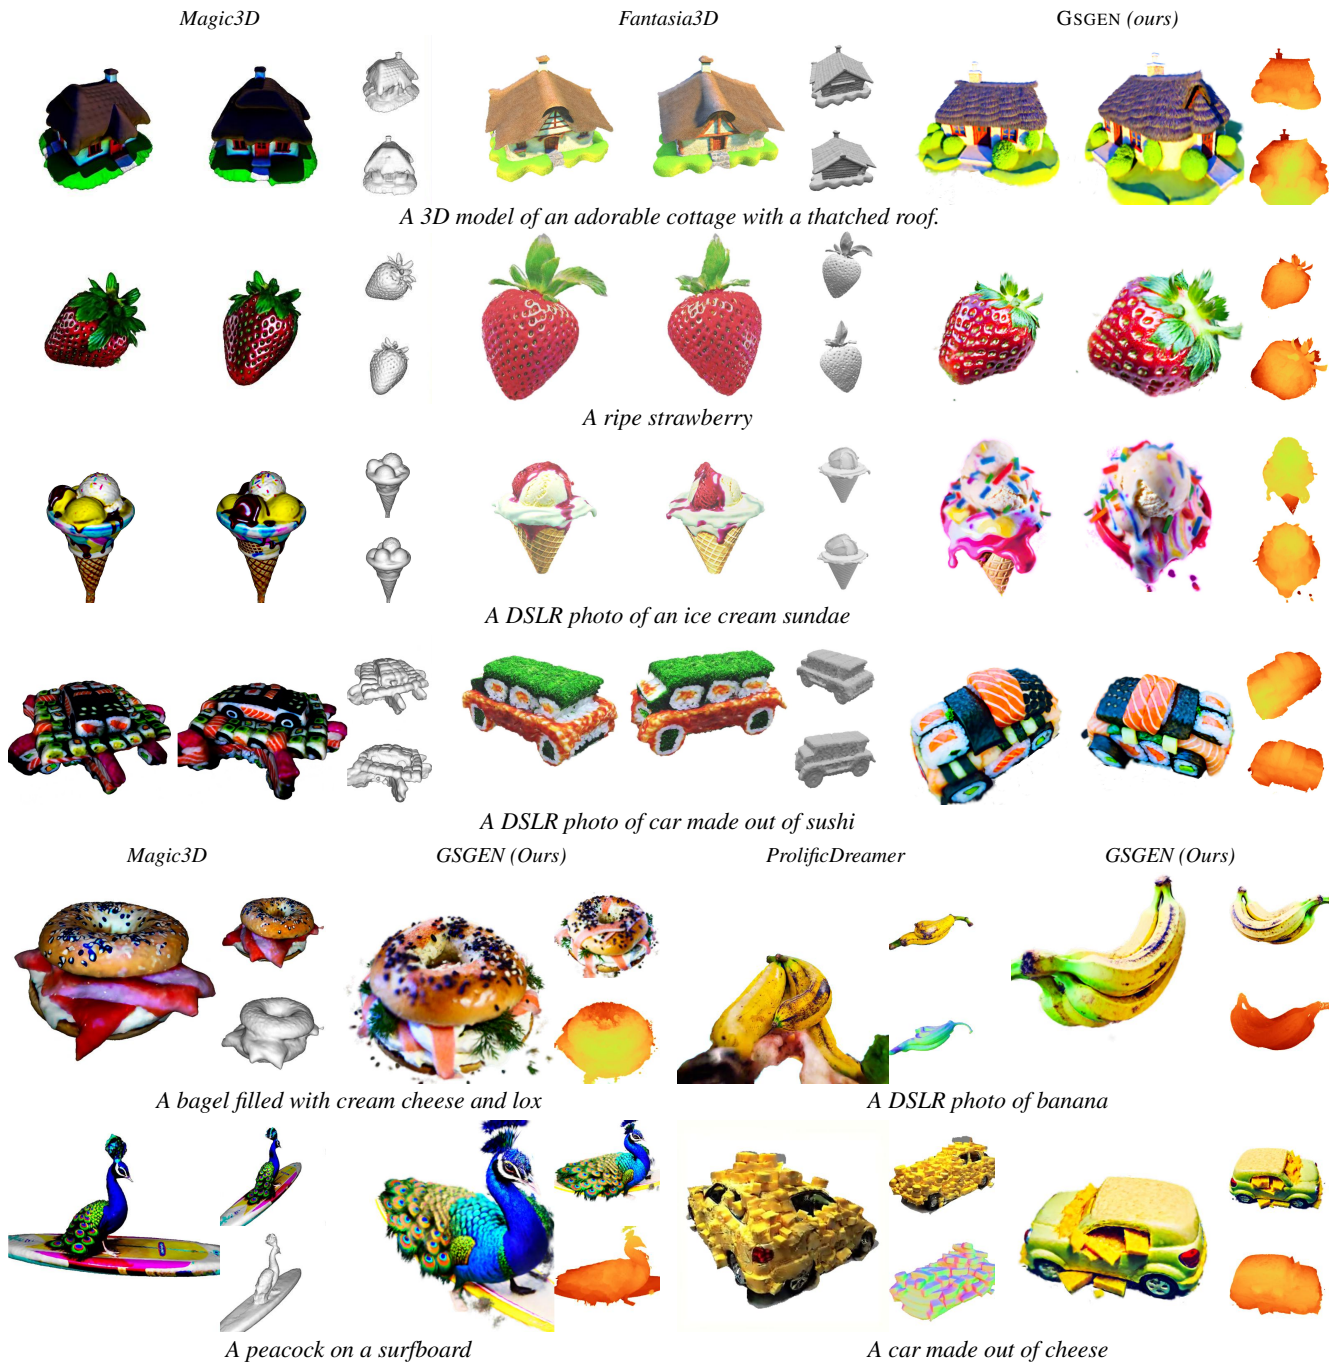 Magic3D Fantasia3D GSGEN (ours)
A 3D model of an adorable cottage with a thatched roof.
A ripe strawberry
A DSLR photo of an ice cream sundae
A DSLR photo of car made out of sushi
Magic3D GSGEN (Ours) ProlificDreamer GSGEN (Ours)
A bagel filled with cream cheese and lox A DSLR photo of banana
A peacock on a surfboard A car made out of cheese